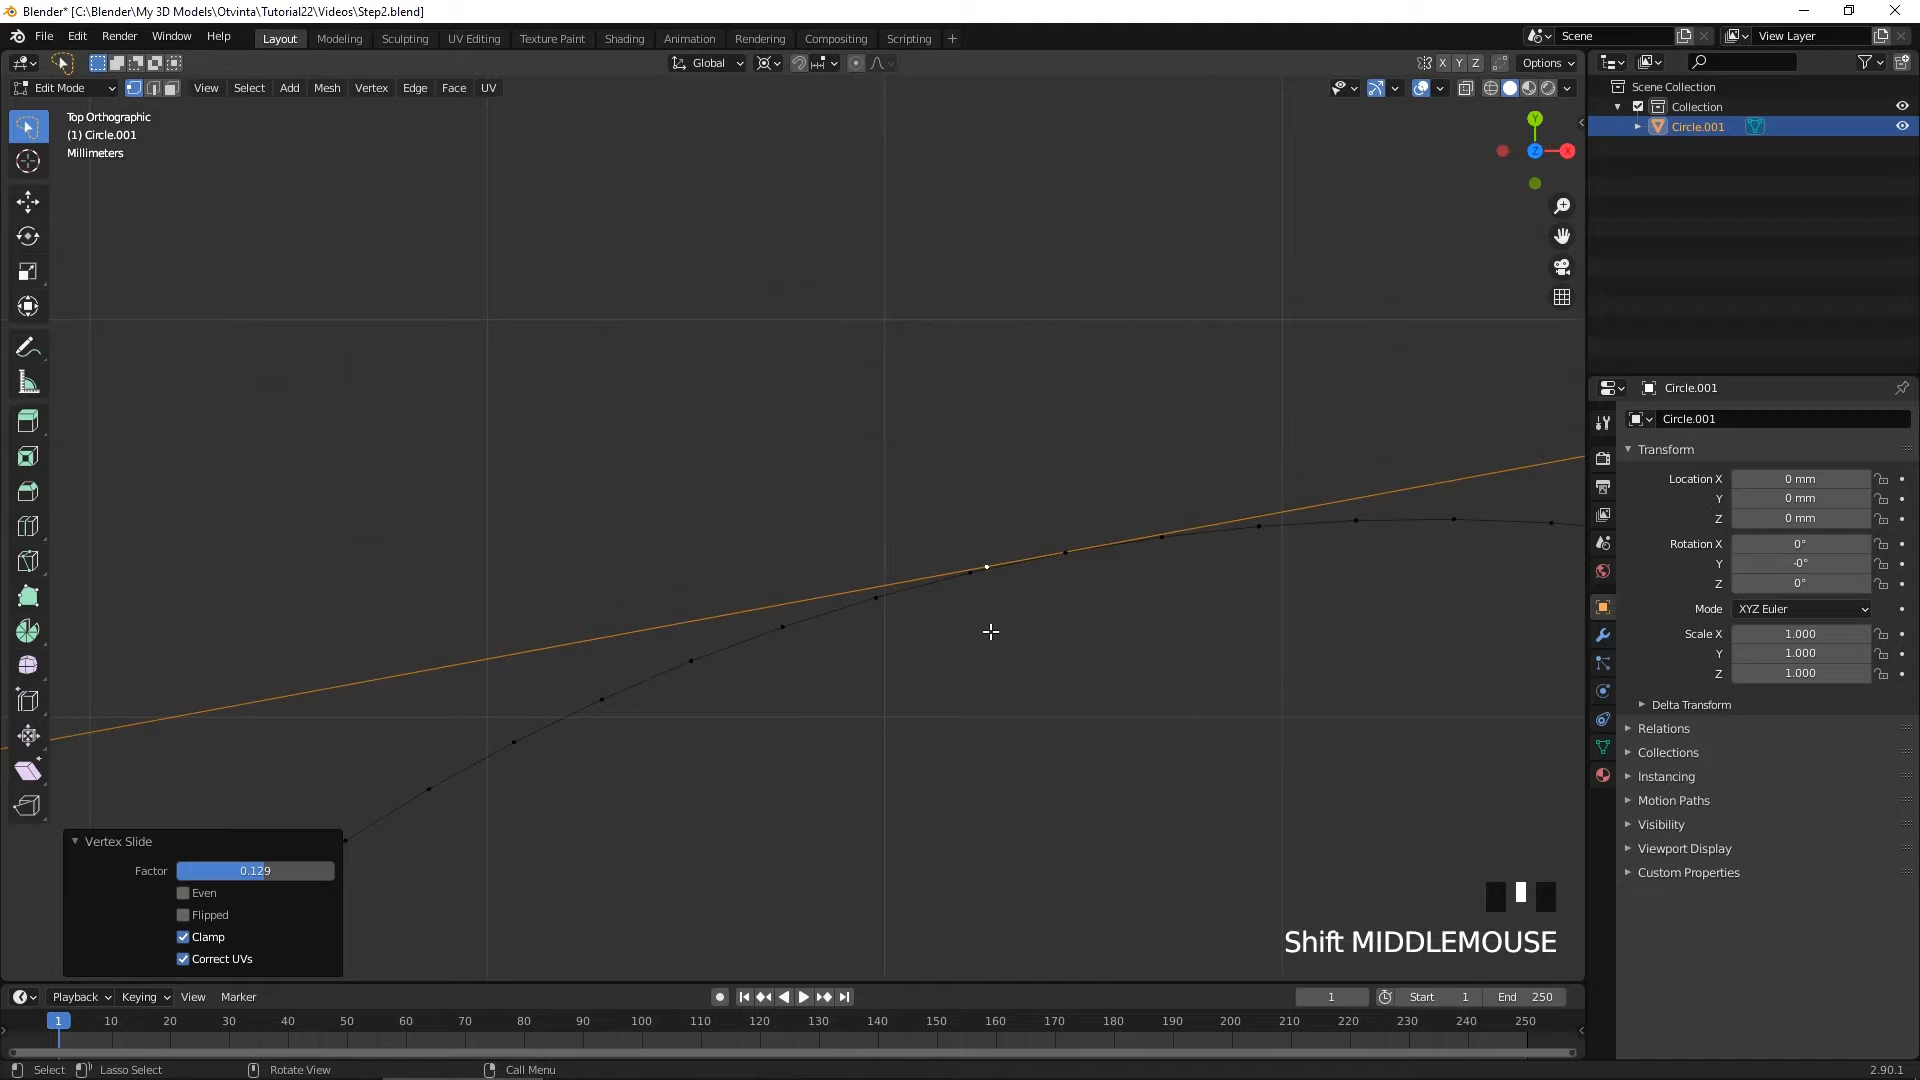 Blender* [C:\Blender\My 3D Models\Otvinta\Tutorial22\Videos\Step2.blend]
File Edit Render Window Help Layout Modeling Sculpting UV Editing Texture Paint Shading Animation Rendering Compositing Scripting + Scene View Layer
Global X Y Z Options
Edit Mode View Select Add Mesh Vertex Edge Face UV
Scene Collection
Collection
Circle.001
Top Orthographic
(1) Circle.001
Millimeters
Y
Z X
Circle.001
Circle.001
Transform
Location X 0 mm
Y 0 mm
Z 0 mm
Rotation X 0°
Y -0°
Z 0°
Mode XYZ Euler
Scale X 1.000
Y 1.000
Z 1.000
Delta Transform
Relations
Collections
Instancing
Motion Paths
Visibility
Viewport Display
Custom Properties
Vertex Slide
Factor 0.129
Even
Flipped
Clamp
Correct UVs
Shift MIDDLEMOUSE
Playback Keying View Marker 1 Start 1 End 250
1 10 20 30 40 50 60 70 80 90 100 110 120 130 140 150 160 170 180 190 200 210 220 230 240 250
Select Lasso Select Rotate View Call Menu 2.90.1